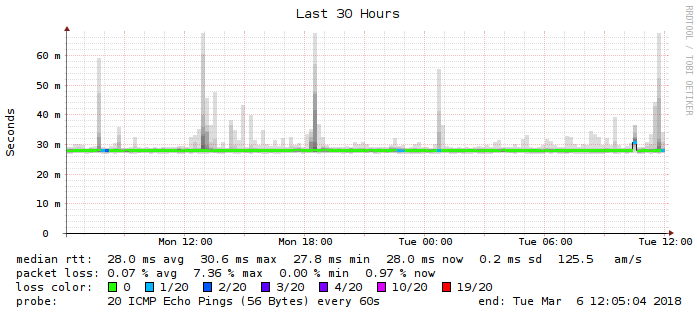 Last 30 Hours
RRDTOOL / TOBI OETIKER
Seconds
60 m
50 m
40 m
30 m
20 m
10 m
0
Mon 12:00 Mon 18:00 Tue 00:00 Tue 06:00 Tue 12:00
median rtt: 28.0 ms avg 30.6 ms max 27.8 ms min 28.0 ms now 0.2 ms sd 125.5 am/s
packet loss: 0.07 % avg 7.36 % max 0.00 % min 0.97 % now
loss color: 0 1/20 2/20 3/20 4/20 10/20 19/20
probe: 20 ICMP Echo Pings (56 Bytes) every 60s end: Tue Mar 6 12:05:04 2018